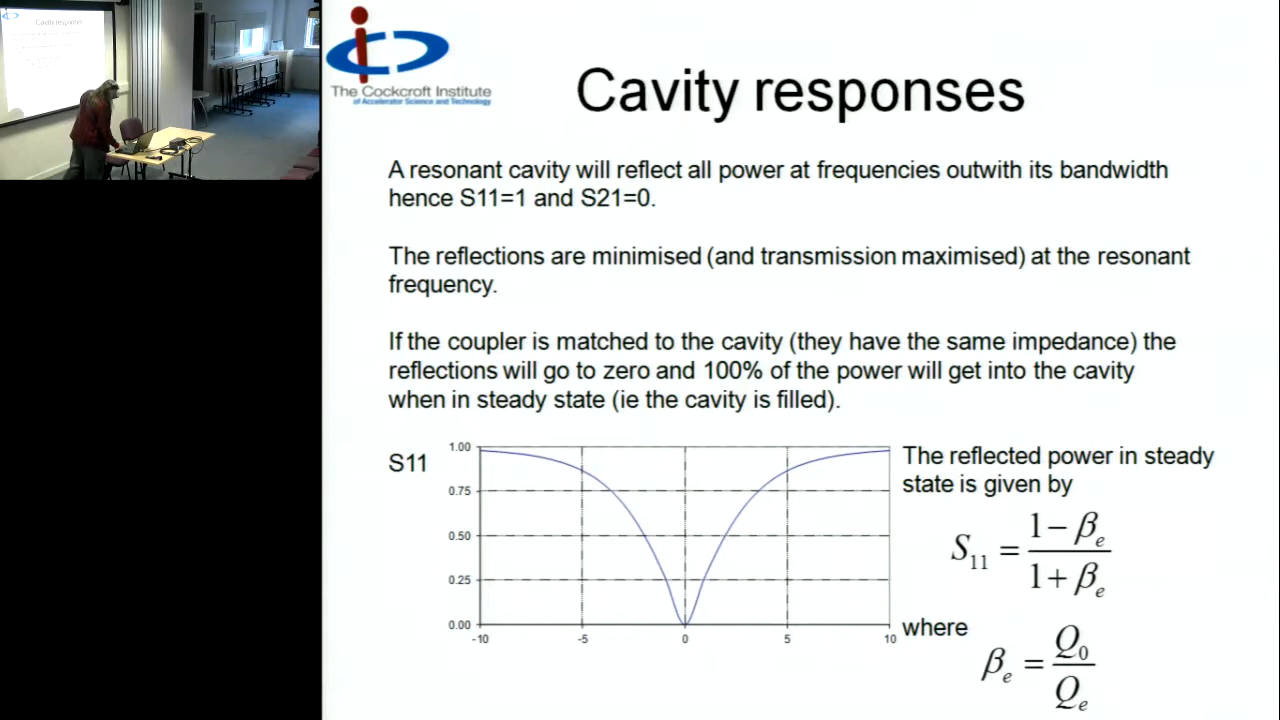 Cavity responses
The Cockcroft Institute
of Accelerator Science and Technology
Cavity responses
A resonant cavity will reflect all power at frequencies outwith its bandwidth
hence S11=1 and S21=0.
The reflections are minimised (and transmission maximised) at the resonant
frequency.
If the coupler is matched to the cavity (they have the same impedance) the
reflections will go to zero and 100% of the power will get into the cavity
when in steady state (ie the cavity is filled).
S11
1.00
0.75
0.50
0.25
0.00
-10 -5 0 5 10
The reflected power in steady
state is given by
S₁₁ = (1 − βₑ) / (1 + βₑ)
where
βₑ = Q₀ / Qₑ